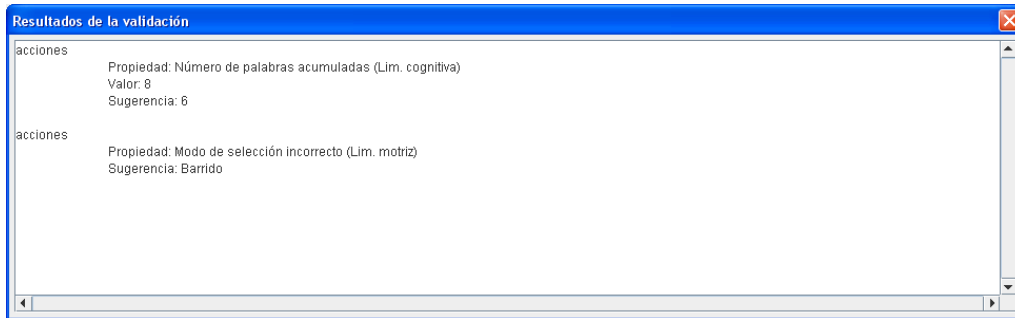 Resultados de la validación
acciones
Propiedad: Número de palabras acumuladas (Lim. cognitiva)
Valor: 8
Sugerencia: 6
acciones
Propiedad: Modo de selección incorrecto (Lim. motriz)
Sugerencia: Barrido